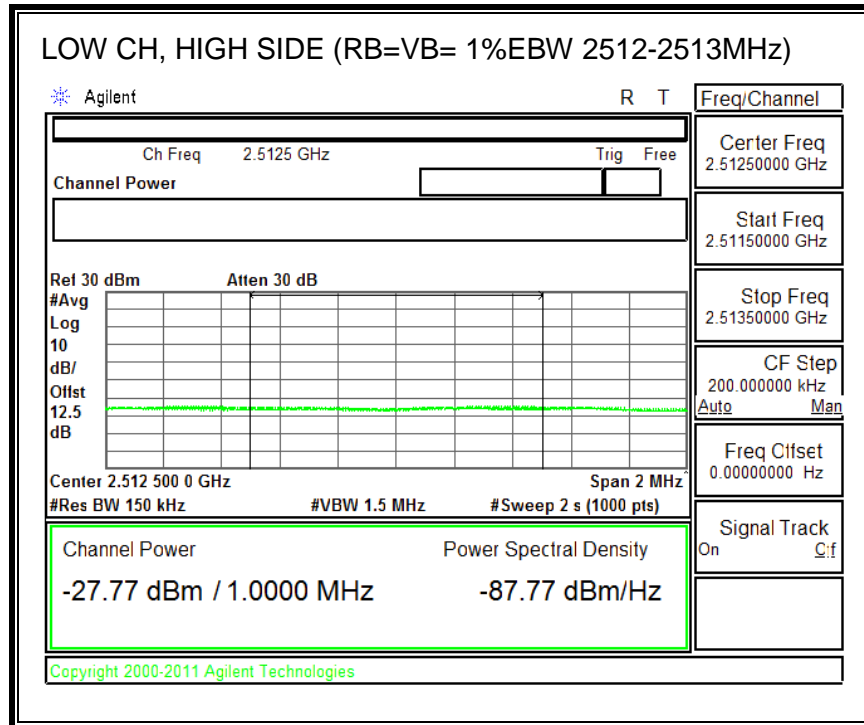 LOW CH, HIGH SIDE (RB=VB= 1%EBW 2512-2513MHz)
Agilent R T
Freq/Channel
Ch Freq 2.5125 GHz Trig Free
Channel Power
Center Freq
2.51250000 GHz
Start Freq
2.51150000 GHz
Stop Freq
2.51350000 GHz
CF Step
200.000000 kHz
Auto Man
Freq Offset
0.00000000 Hz
Signal Track
On Off
Ref 30 dBm Atten 30 dB
#Avg
Log
10
dB/
Offst
12.5
dB
Center 2.512 500 0 GHz Span 2 MHz
#Res BW 150 kHz #VBW 1.5 MHz #Sweep 2 s (1000 pts)
Channel Power Power Spectral Density
-27.77 dBm / 1.0000 MHz -87.77 dBm/Hz
Copyright 2000-2011 Agilent Technologies